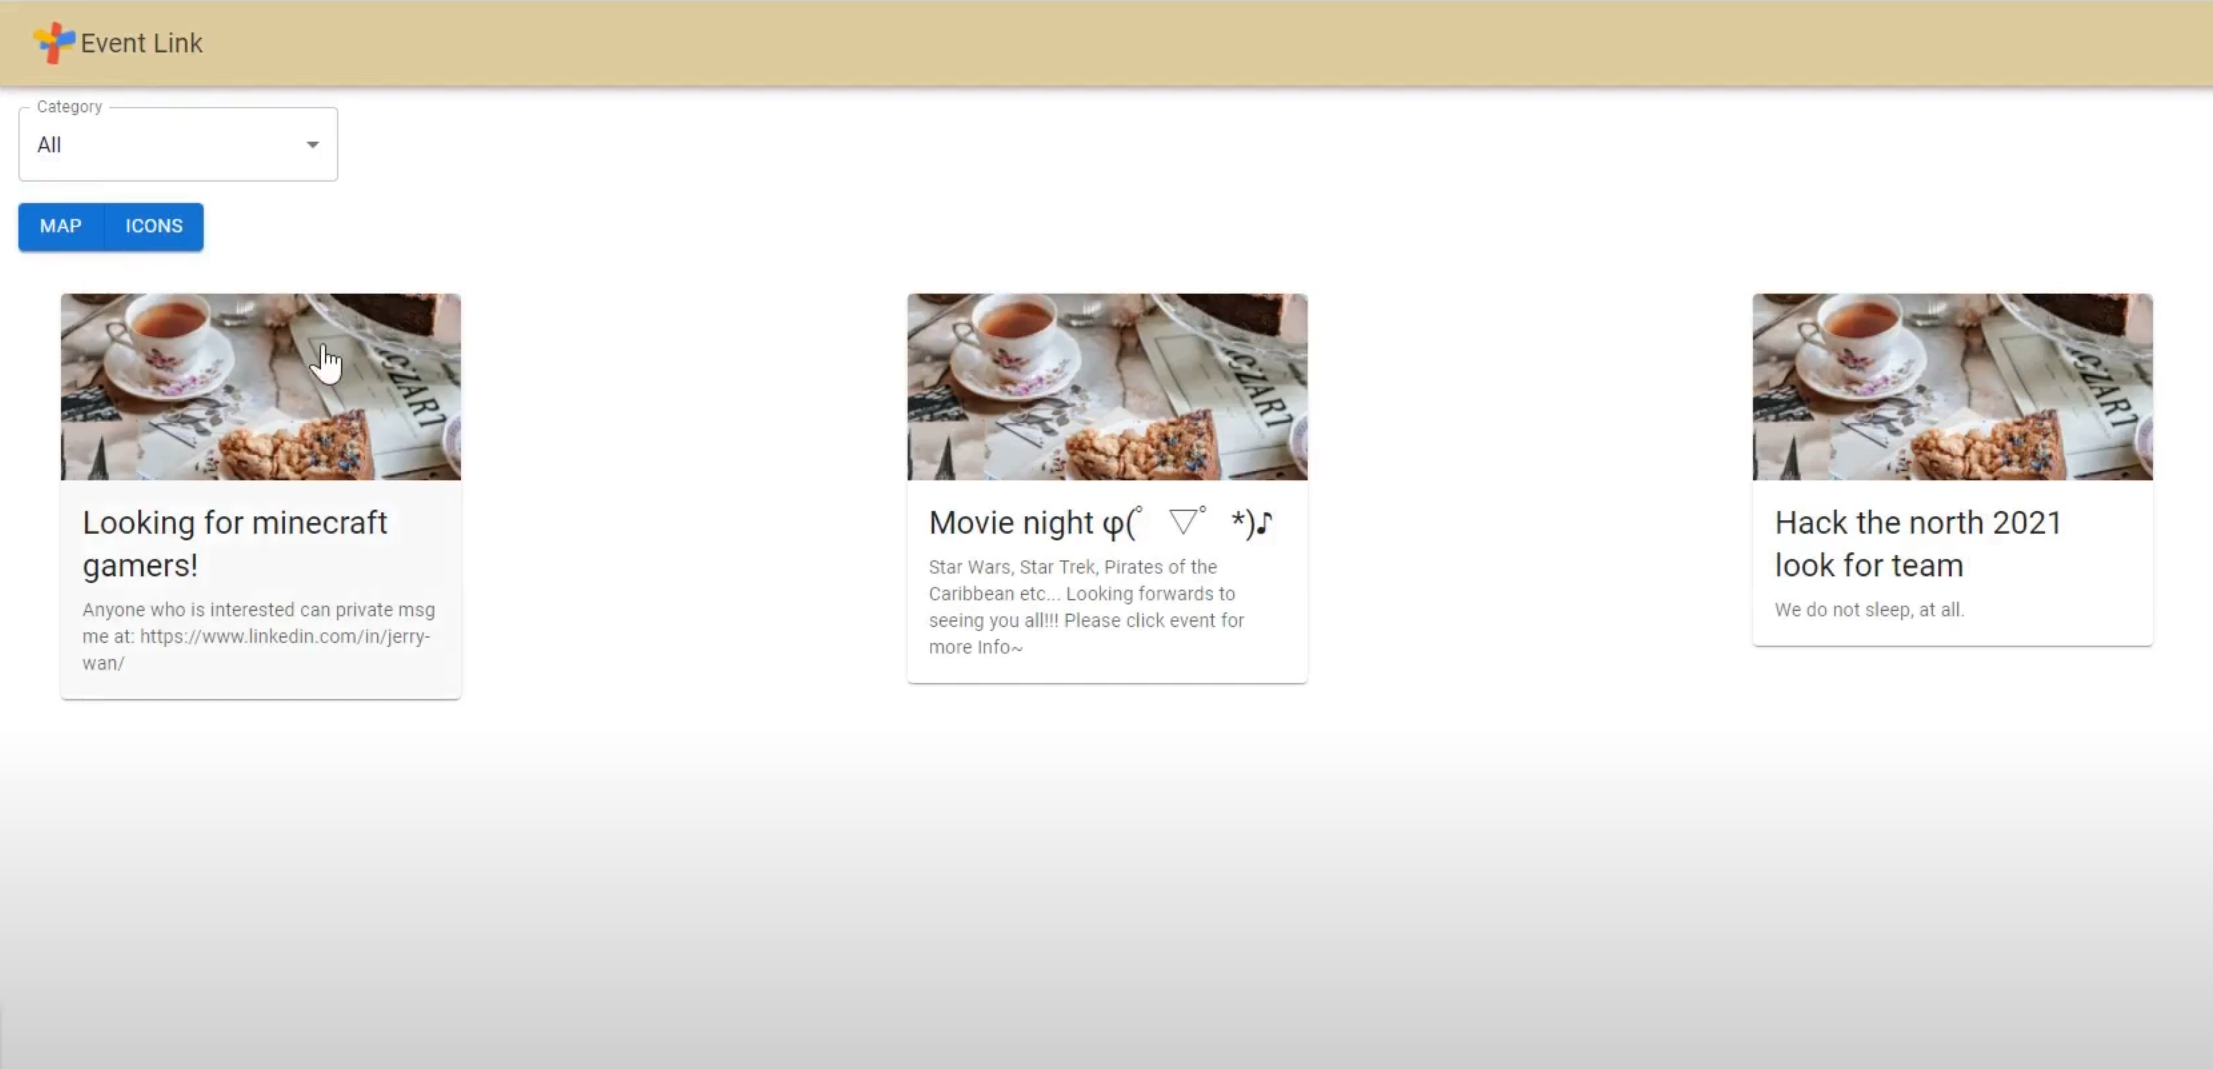 Event Link
Category
All
MAP
ICONS
Looking for minecraft
gamers!
Anyone who is interested can private msg
me at: https://www.linkedin.com/in/jerry-
wan/
Movie night φ(゜▽゜*)♪
Star Wars, Star Trek, Pirates of the
Caribbean etc... Looking forwards to
seeing you all!!! Please click event for
more Info~
Hack the north 2021
look for team
We do not sleep, at all.